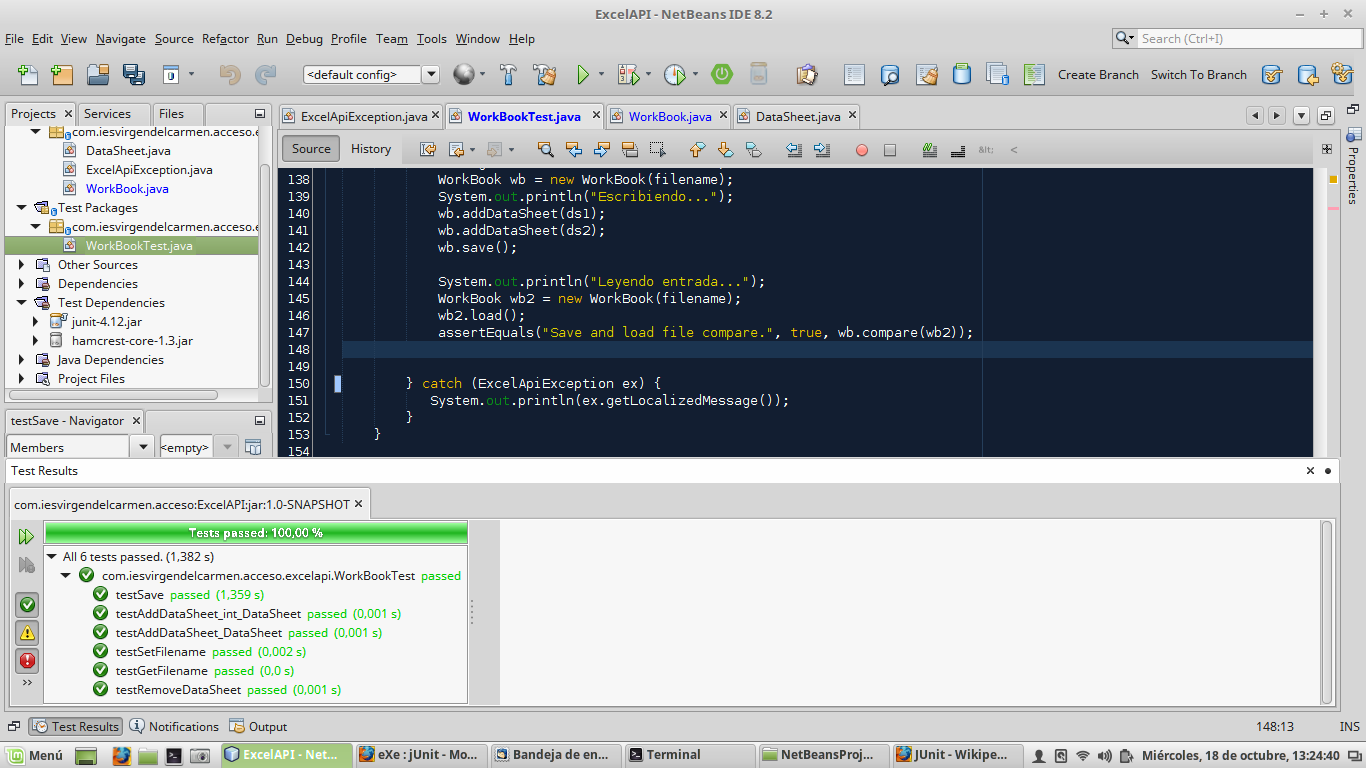 ExcelAPI - NetBeans IDE 8.2
File Edit View Navigate Source Refactor Run Debug Profile Team Tools Window Help
Search (Ctrl+I)
<default config>
Create Branch Switch To Branch
Projects Services Files
ExcelApiException.java WorkBookTest.java WorkBook.java DataSheet.java
com.iesvirgendelcarmen.acceso.e
DataSheet.java
ExcelApiException.java
WorkBook.java
Test Packages
com.iesvirgendelcarmen.acceso.e
WorkBookTest.java
Other Sources
Dependencies
Test Dependencies
junit-4.12.jar
hamcrest-core-1.3.jar
Java Dependencies
Project Files
testSave - Navigator
Members <empty>
Source History
&lt; <
Properties
138 WorkBook wb = new WorkBook(filename);
139 System.out.println("Escribiendo...");
140 wb.addDataSheet(ds1);
141 wb.addDataSheet(ds2);
142 wb.save();
143
144 System.out.println("Leyendo entrada...");
145 WorkBook wb2 = new WorkBook(filename);
146 wb2.load();
147 assertEquals("Save and load file compare.", true, wb.compare(wb2));
148
149
150 } catch (ExcelApiException ex) {
151 System.out.println(ex.getLocalizedMessage());
152 }
153 }
154
Test Results
com.iesvirgendelcarmen.acceso:ExcelAPI:jar:1.0-SNAPSHOT
Tests passed: 100,00 %
All 6 tests passed. (1,382 s)
com.iesvirgendelcarmen.acceso.excelapi.WorkBookTest passed
testSave passed (1,359 s)
testAddDataSheet_int_DataSheet passed (0,001 s)
testAddDataSheet_DataSheet passed (0,001 s)
testSetFilename passed (0,002 s)
testGetFilename passed (0,0 s)
testRemoveDataSheet passed (0,001 s)
>>
Test Results Notifications Output
148:13 INS
Menú ExcelAPI - Net... eXe : jUnit - Mo... Bandeja de en... Terminal NetBeansProj... JUnit - Wikipe... Miércoles, 18 de octubre, 13:24:40